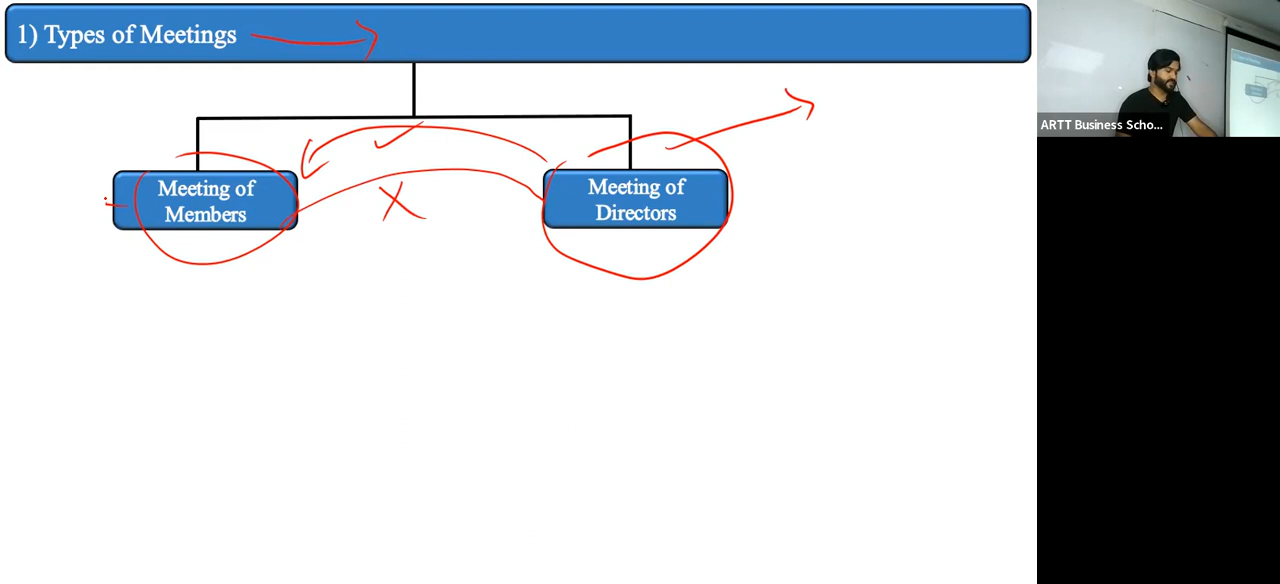 1) Types of Meetings
Meeting of
Members
Meeting of
Directors
ARTT Business Scho...